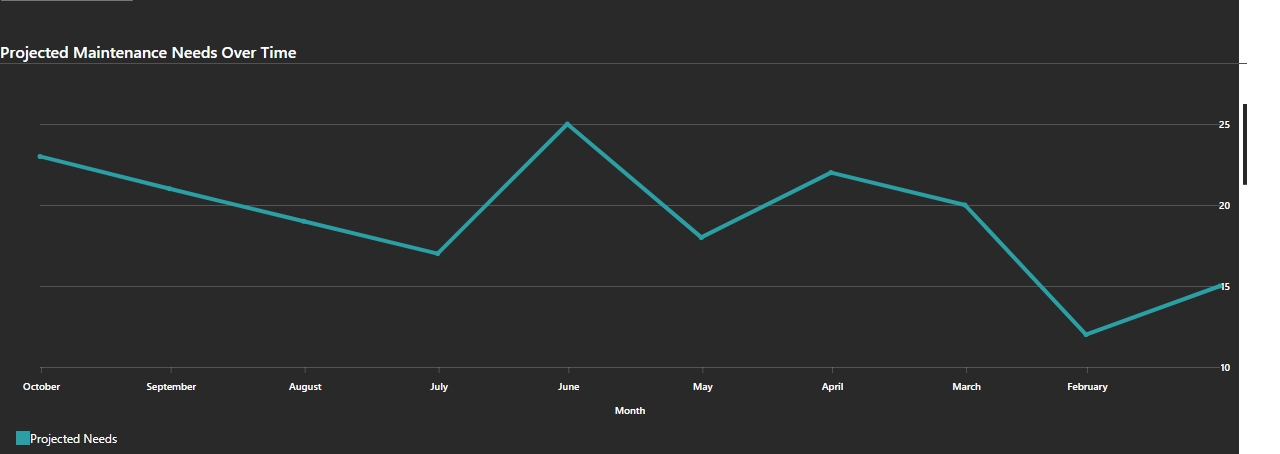 Projected Maintenance Needs Over Time
25
20
15
10
October September August July June May April March February
Month
Projected Needs